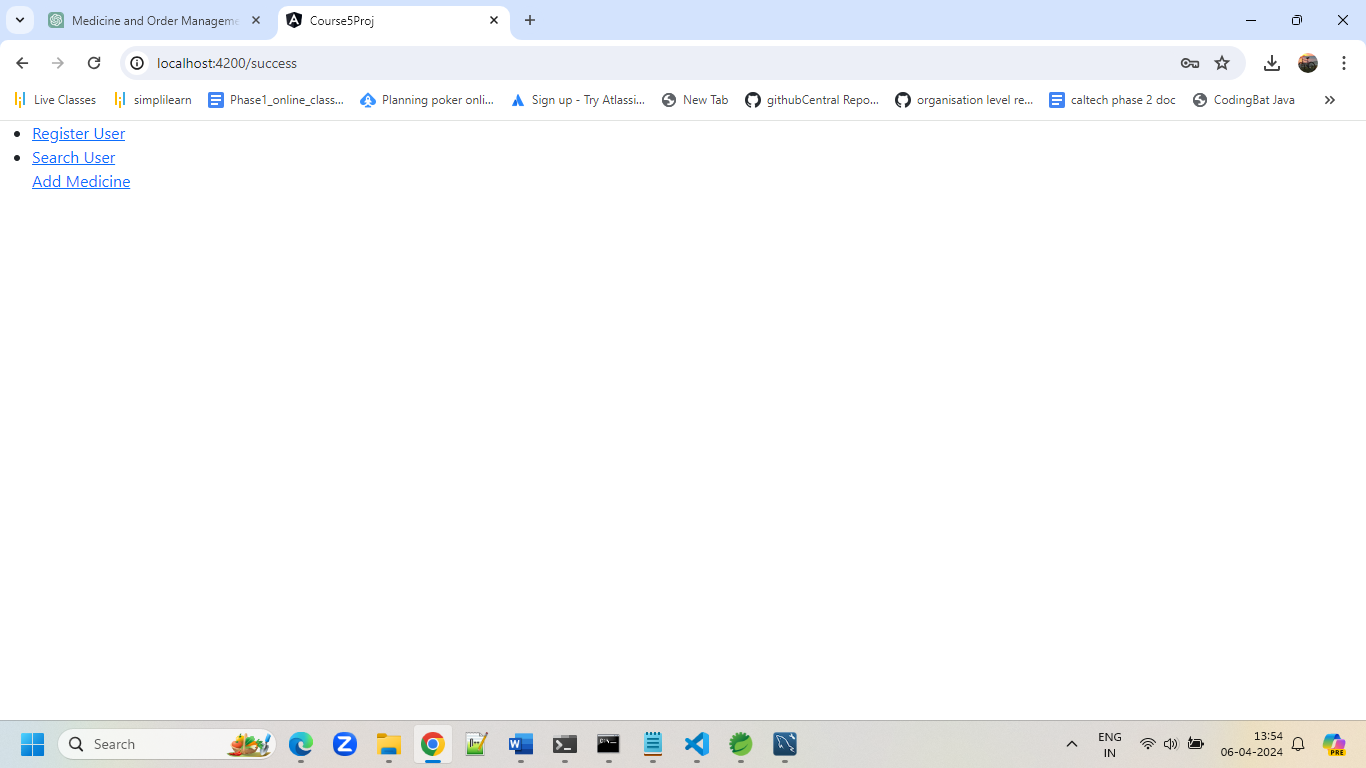 Medicine and Order Manageme
Course5Proj
localhost:4200/success
Live Classes
simplilearn
Phase1_online_class...
Planning poker onli...
Sign up - Try Atlassi...
New Tab
githubCentral Repo...
organisation level re...
caltech phase 2 doc
CodingBat Java
Register User
Search User
Add Medicine
Search
ENG
IN
13:54
06-04-2024
PRE